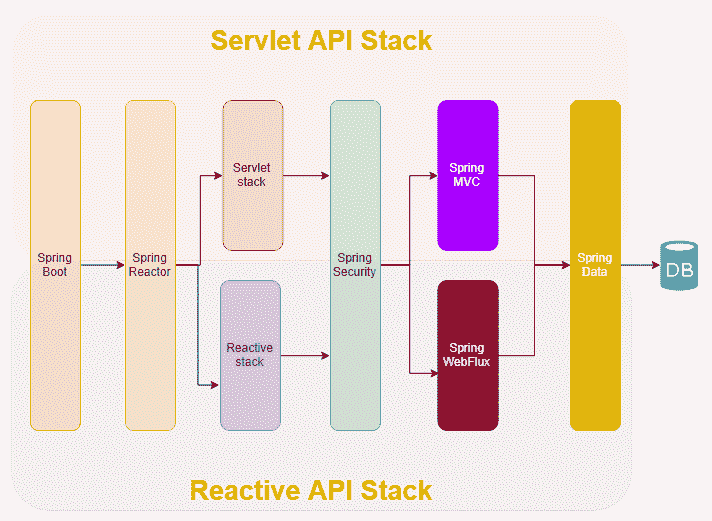 Servlet API Stack
Spring
Boot
Spring
Reactor
Servlet
stack
Reactive
stack
Spring
Security
Spring
MVC
Spring
WebFlux
Spring
Data
DB
Reactive API Stack